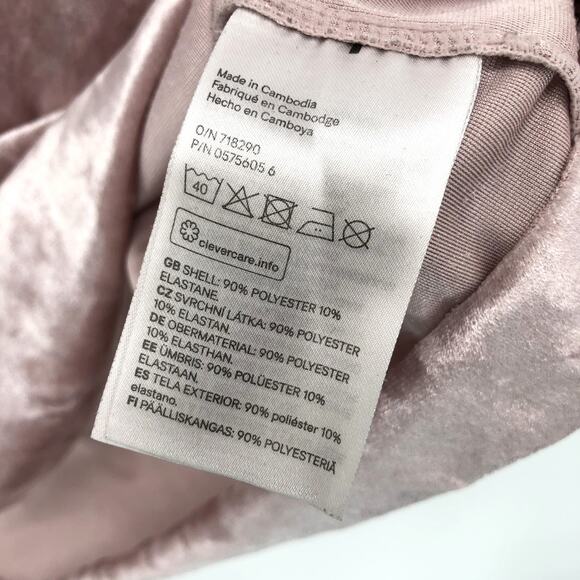 Made in Cambodia
Fabriqué en Cambodge
Hecho en Camboya
O/N 718290
P/N 0575605 6
40
clevercare.info
GB SHELL: 90% POLYESTER 10%
ELASTANE.
CZ SVRCHNÍ LÁTKA: 90% POLYESTER
10% ELASTAN.
DE OBERMATERIAL: 90% POLYESTER
10% ELASTHAN.
EE ÜMBRIS: 90% POLÜESTER 10%
ELASTAAN.
ES TELA EXTERIOR: 90% poliéster 10%
elastano.
FI PÄÄLLISKANGAS: 90% POLYESTERIÄ